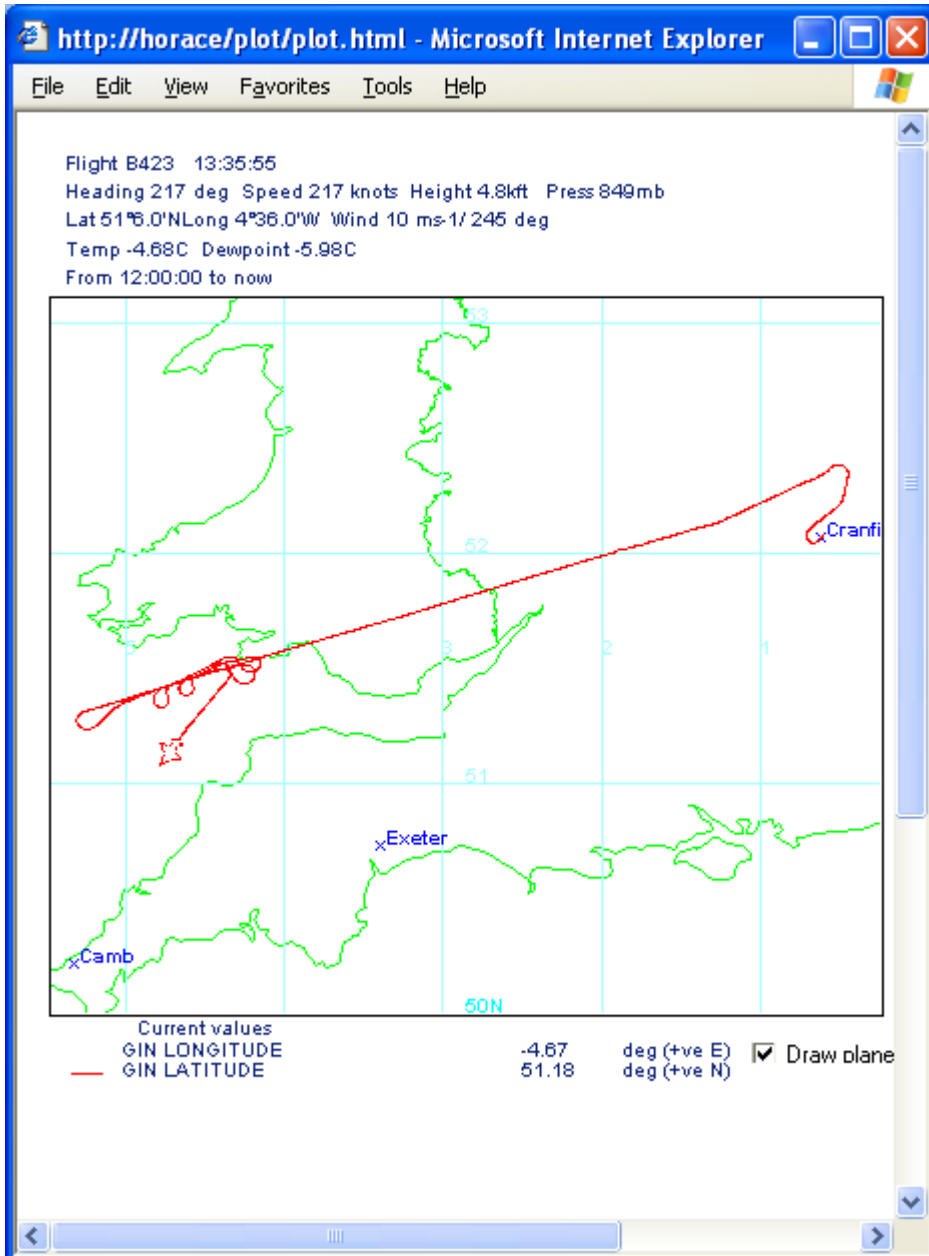 http://horace/plot/plot.html - Microsoft Internet Explorer
File Edit View Favorites Tools Help
Flight B423 13:35:55
Heading 217 deg Speed 217 knots Height 4.8kft Press 849mb
Lat 51°6.0'NLong 4°36.0'W Wind 10 ms-1/ 245 deg
Temp -4.68C Dewpoint -5.98C
From 12:00:00 to now
53
Cranfi
52
5 3 2 1
51
Exeter
Camb
50N
Current values
GIN LONGITUDE -4.67 deg (+ve E) Draw plane
GIN LATITUDE 51.18 deg (+ve N)